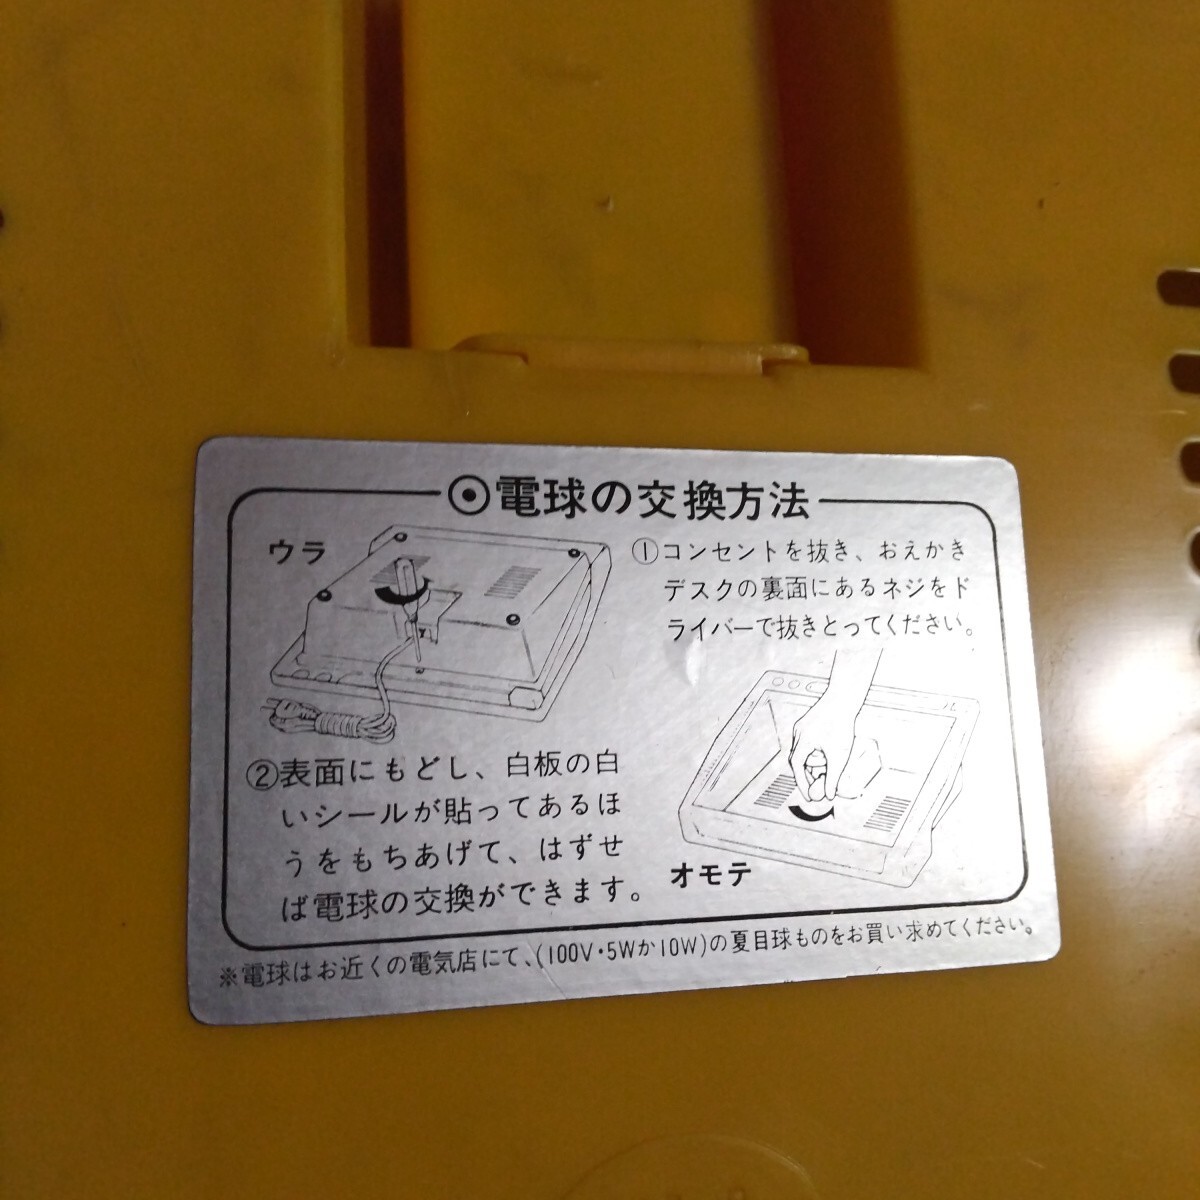 ⊙電球の交換方法
ウラ
①コンセントを抜き、おえかき
デスクの裏面にあるネジをド
ライバーで抜きとってください。
②表面にもどし、白板の白
いシールが貼ってあるほ
うをもちあげて、はずせ
ば電球の交換ができます。
オモテ
※電球はお近くの電気店にて、(100V・5Wか10W)の夏目球ものをお買い求めてください。